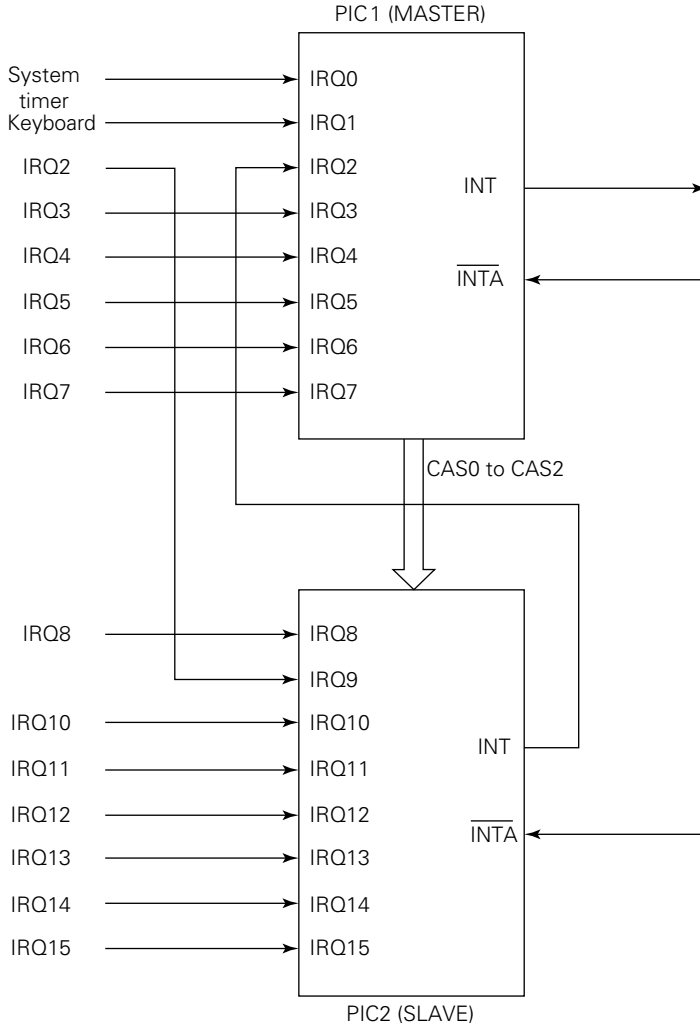 PIC1 (MASTER)
System
timer
Keyboard
IRQ2
IRQ3
IRQ4
IRQ5
IRQ6
IRQ7
IRQ0
IRQ1
IRQ2
IRQ3
IRQ4
IRQ5
IRQ6
IRQ7
INT
INTA
CAS0 to CAS2
IRQ8
IRQ10
IRQ11
IRQ12
IRQ13
IRQ14
IRQ15
IRQ8
IRQ9
IRQ10
IRQ11
IRQ12
IRQ13
IRQ14
IRQ15
INT
INTA
PIC2 (SLAVE)